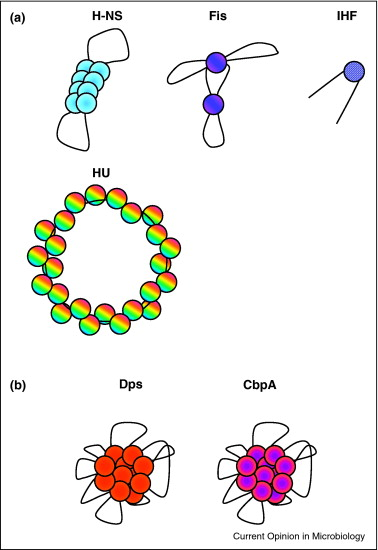 (a)
H-NS
Fis
IHF
HU
(b)
Dps
CbpA
Current Opinion in Microbiology